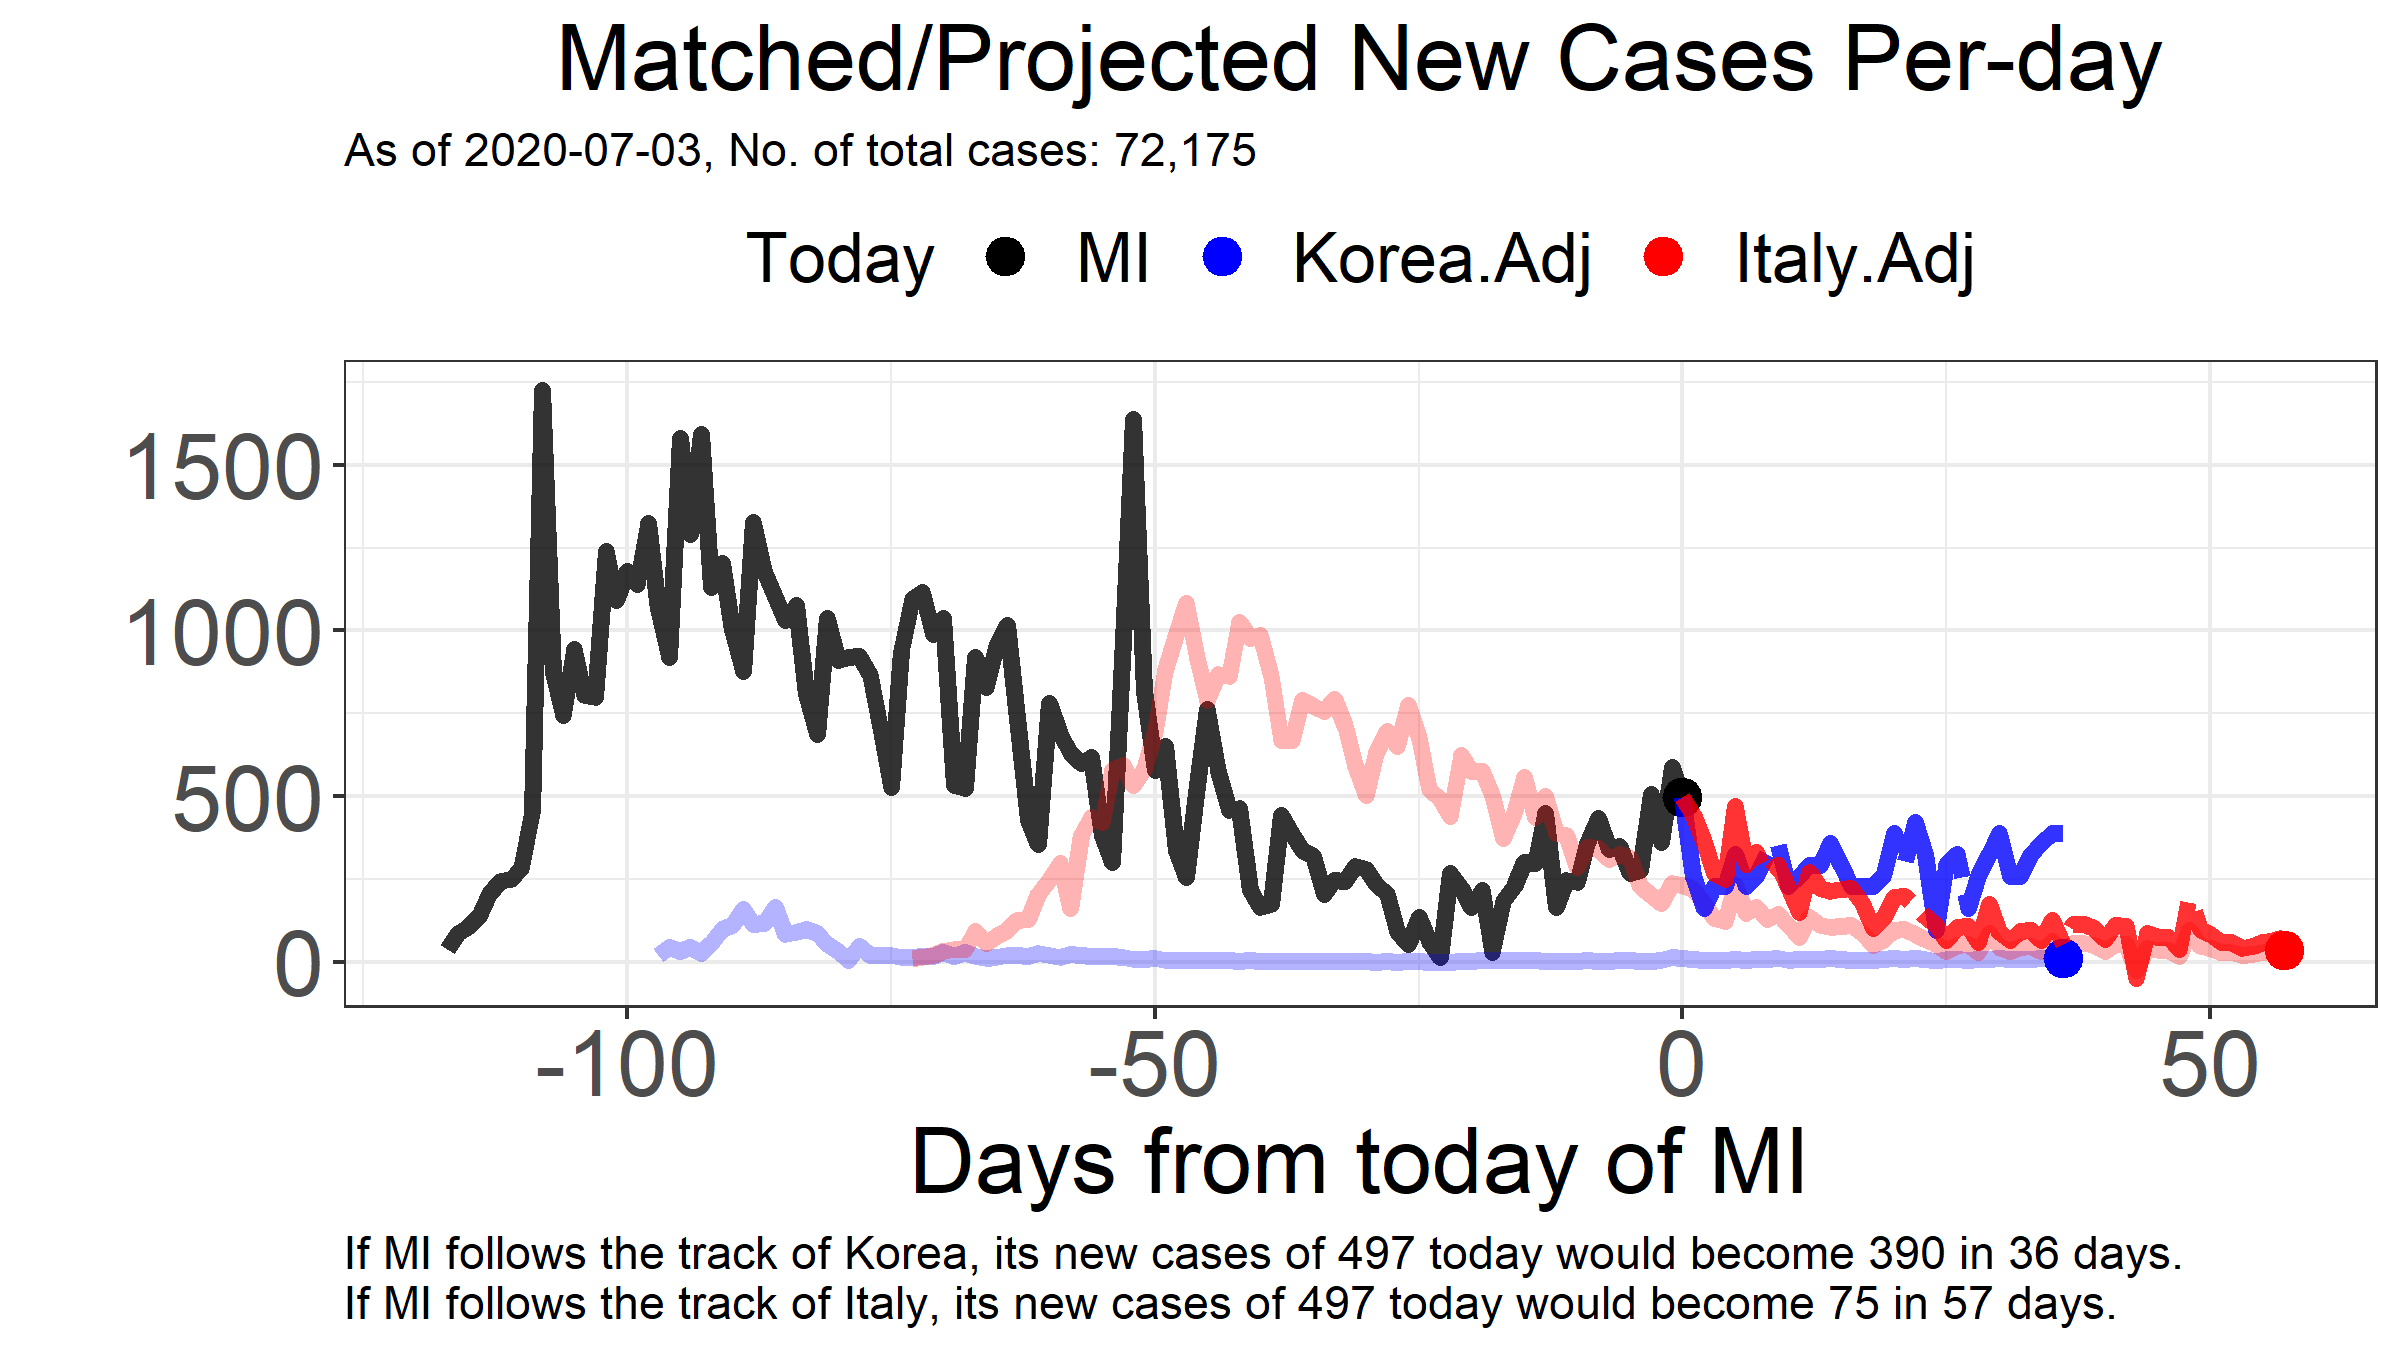 Matched/Projected New Cases Per-day
As of 2020-07-03, No. of total cases: 72,175
Today MI Korea.Adj Italy.Adj
1500
1000
500
0
-100 -50 0 50
Days from today of MI
If MI follows the track of Korea, its new cases of 497 today would become 390 in 36 days.
If MI follows the track of Italy, its new cases of 497 today would become 75 in 57 days.